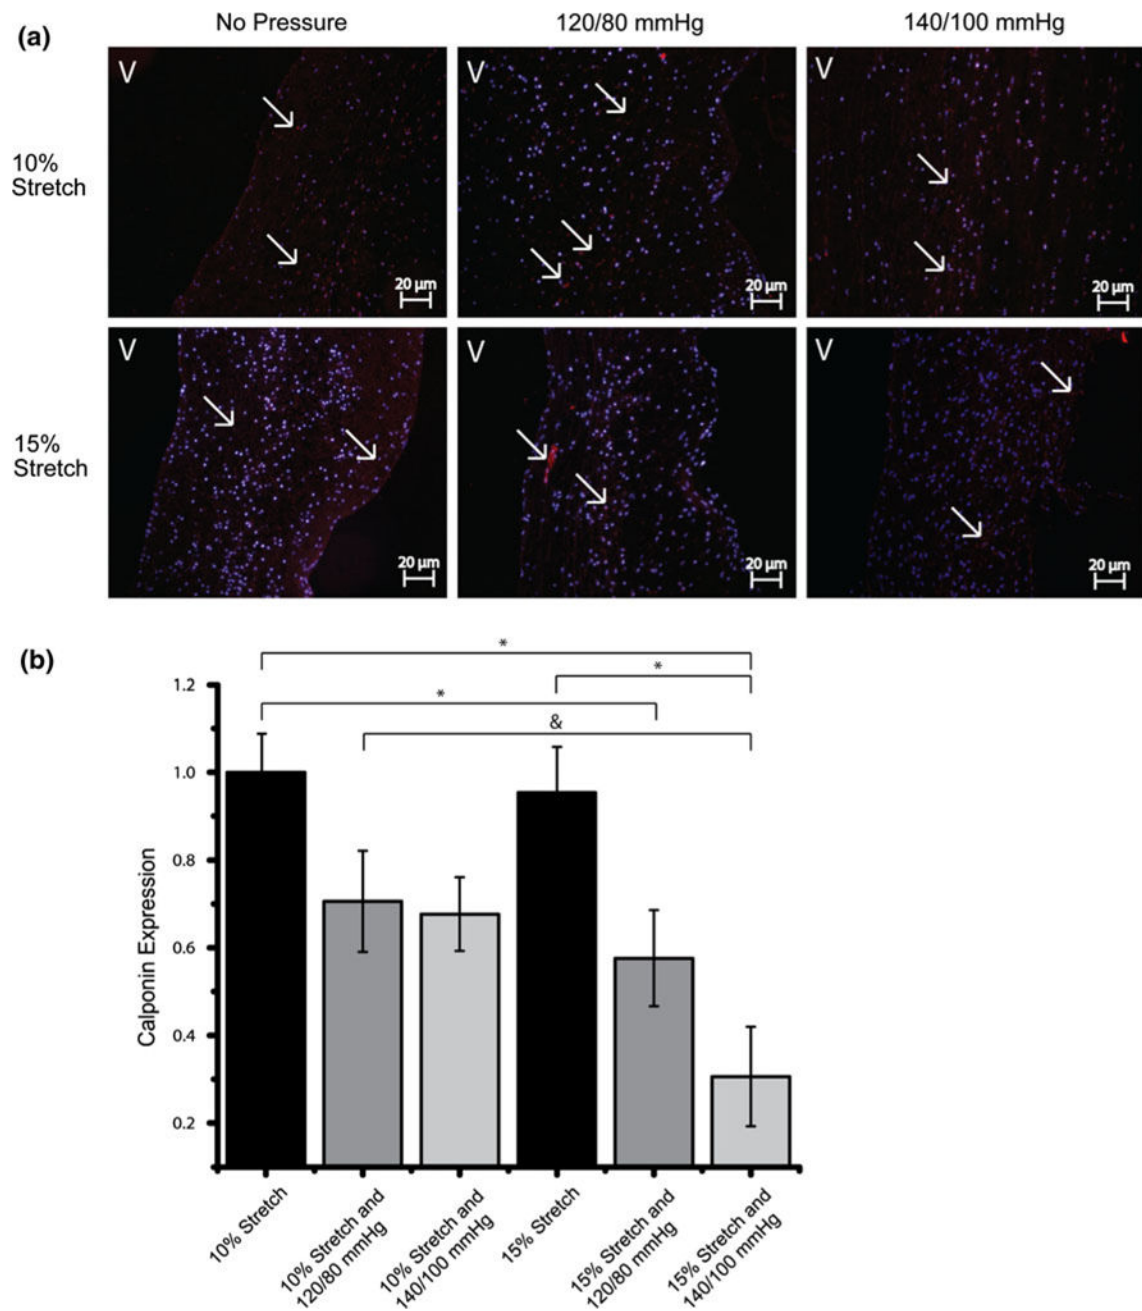 (a)
No Pressure
120/80 mmHg
140/100 mmHg
10%
Stretch
V
20 µm
V
20 µm
V
20 µm
15%
Stretch
V
20 µm
V
20 µm
V
20 µm
(b)
*
*
*
&
1.2
1.0
0.8
0.6
0.4
0.2
Calponin Expression
10% Stretch
10% Stretch and
120/80 mmHg
10% Stretch and
140/100 mmHg
15% Stretch
15% Stretch and
120/80 mmHg
15% Stretch and
140/100 mmHg